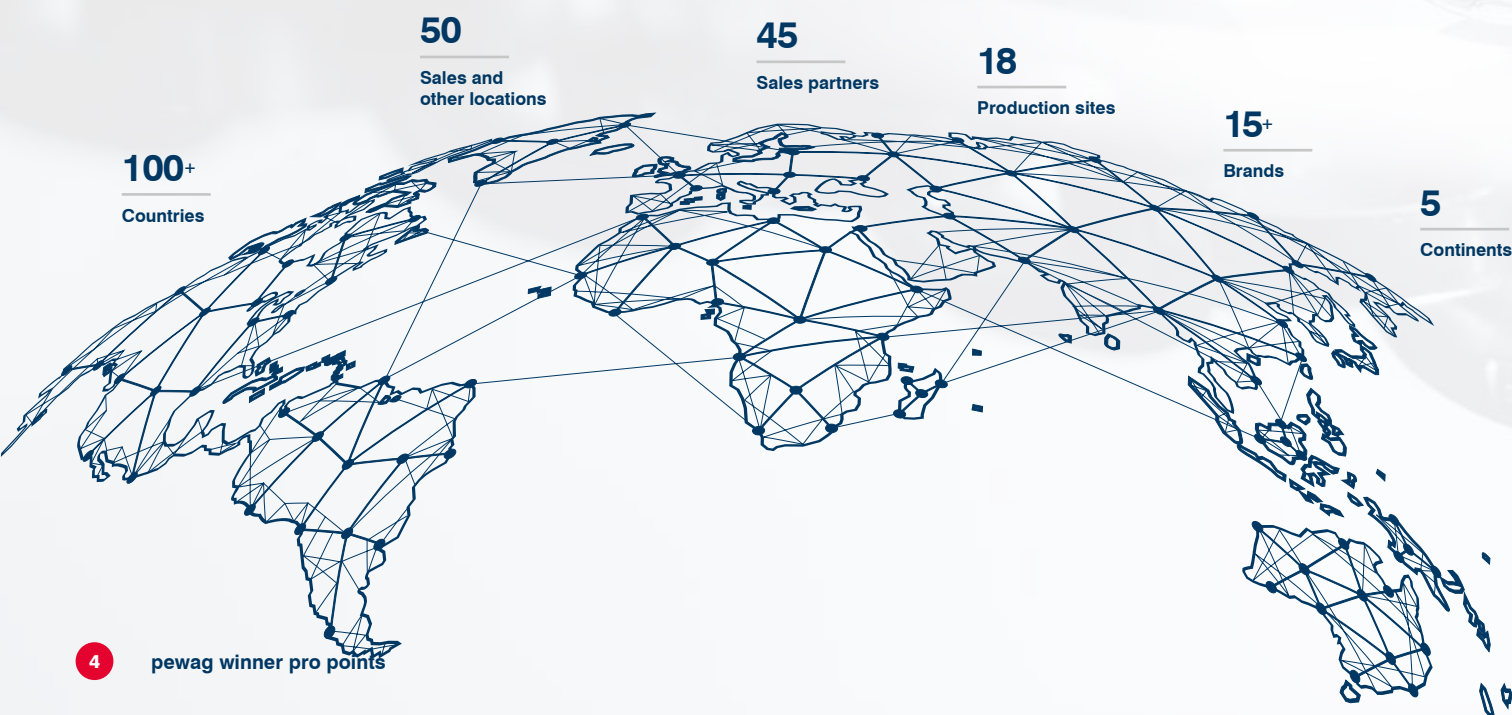 50
Sales and
other locations
45
Sales partners
18
Production sites
15+
Brands
100+
Countries
5
Continents
4
pewag winner pro points